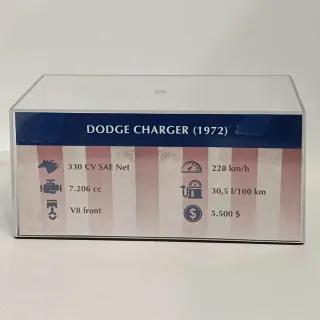 DODGE CHARGER (1972)
330 CV SAE Net
228 km/h
7.206 cc
30,5 l/100 km
V8 front
5.500 $